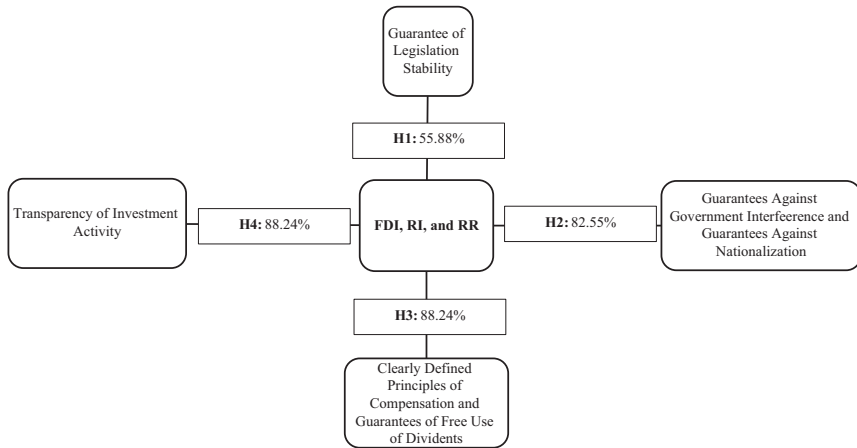 Guarantee of
Legislation
Stability
H1: 55.88%
Transparency of Investment
Activity
H4: 88.24%
FDI, RI, and RR
H2: 82.55%
Guarantees Against
Government Interfeerence and
Guarantees Against
Nationalization
H3: 88.24%
Clearly Defined
Principles of
Compensation and
Guarantees of Free Use
of Dividents